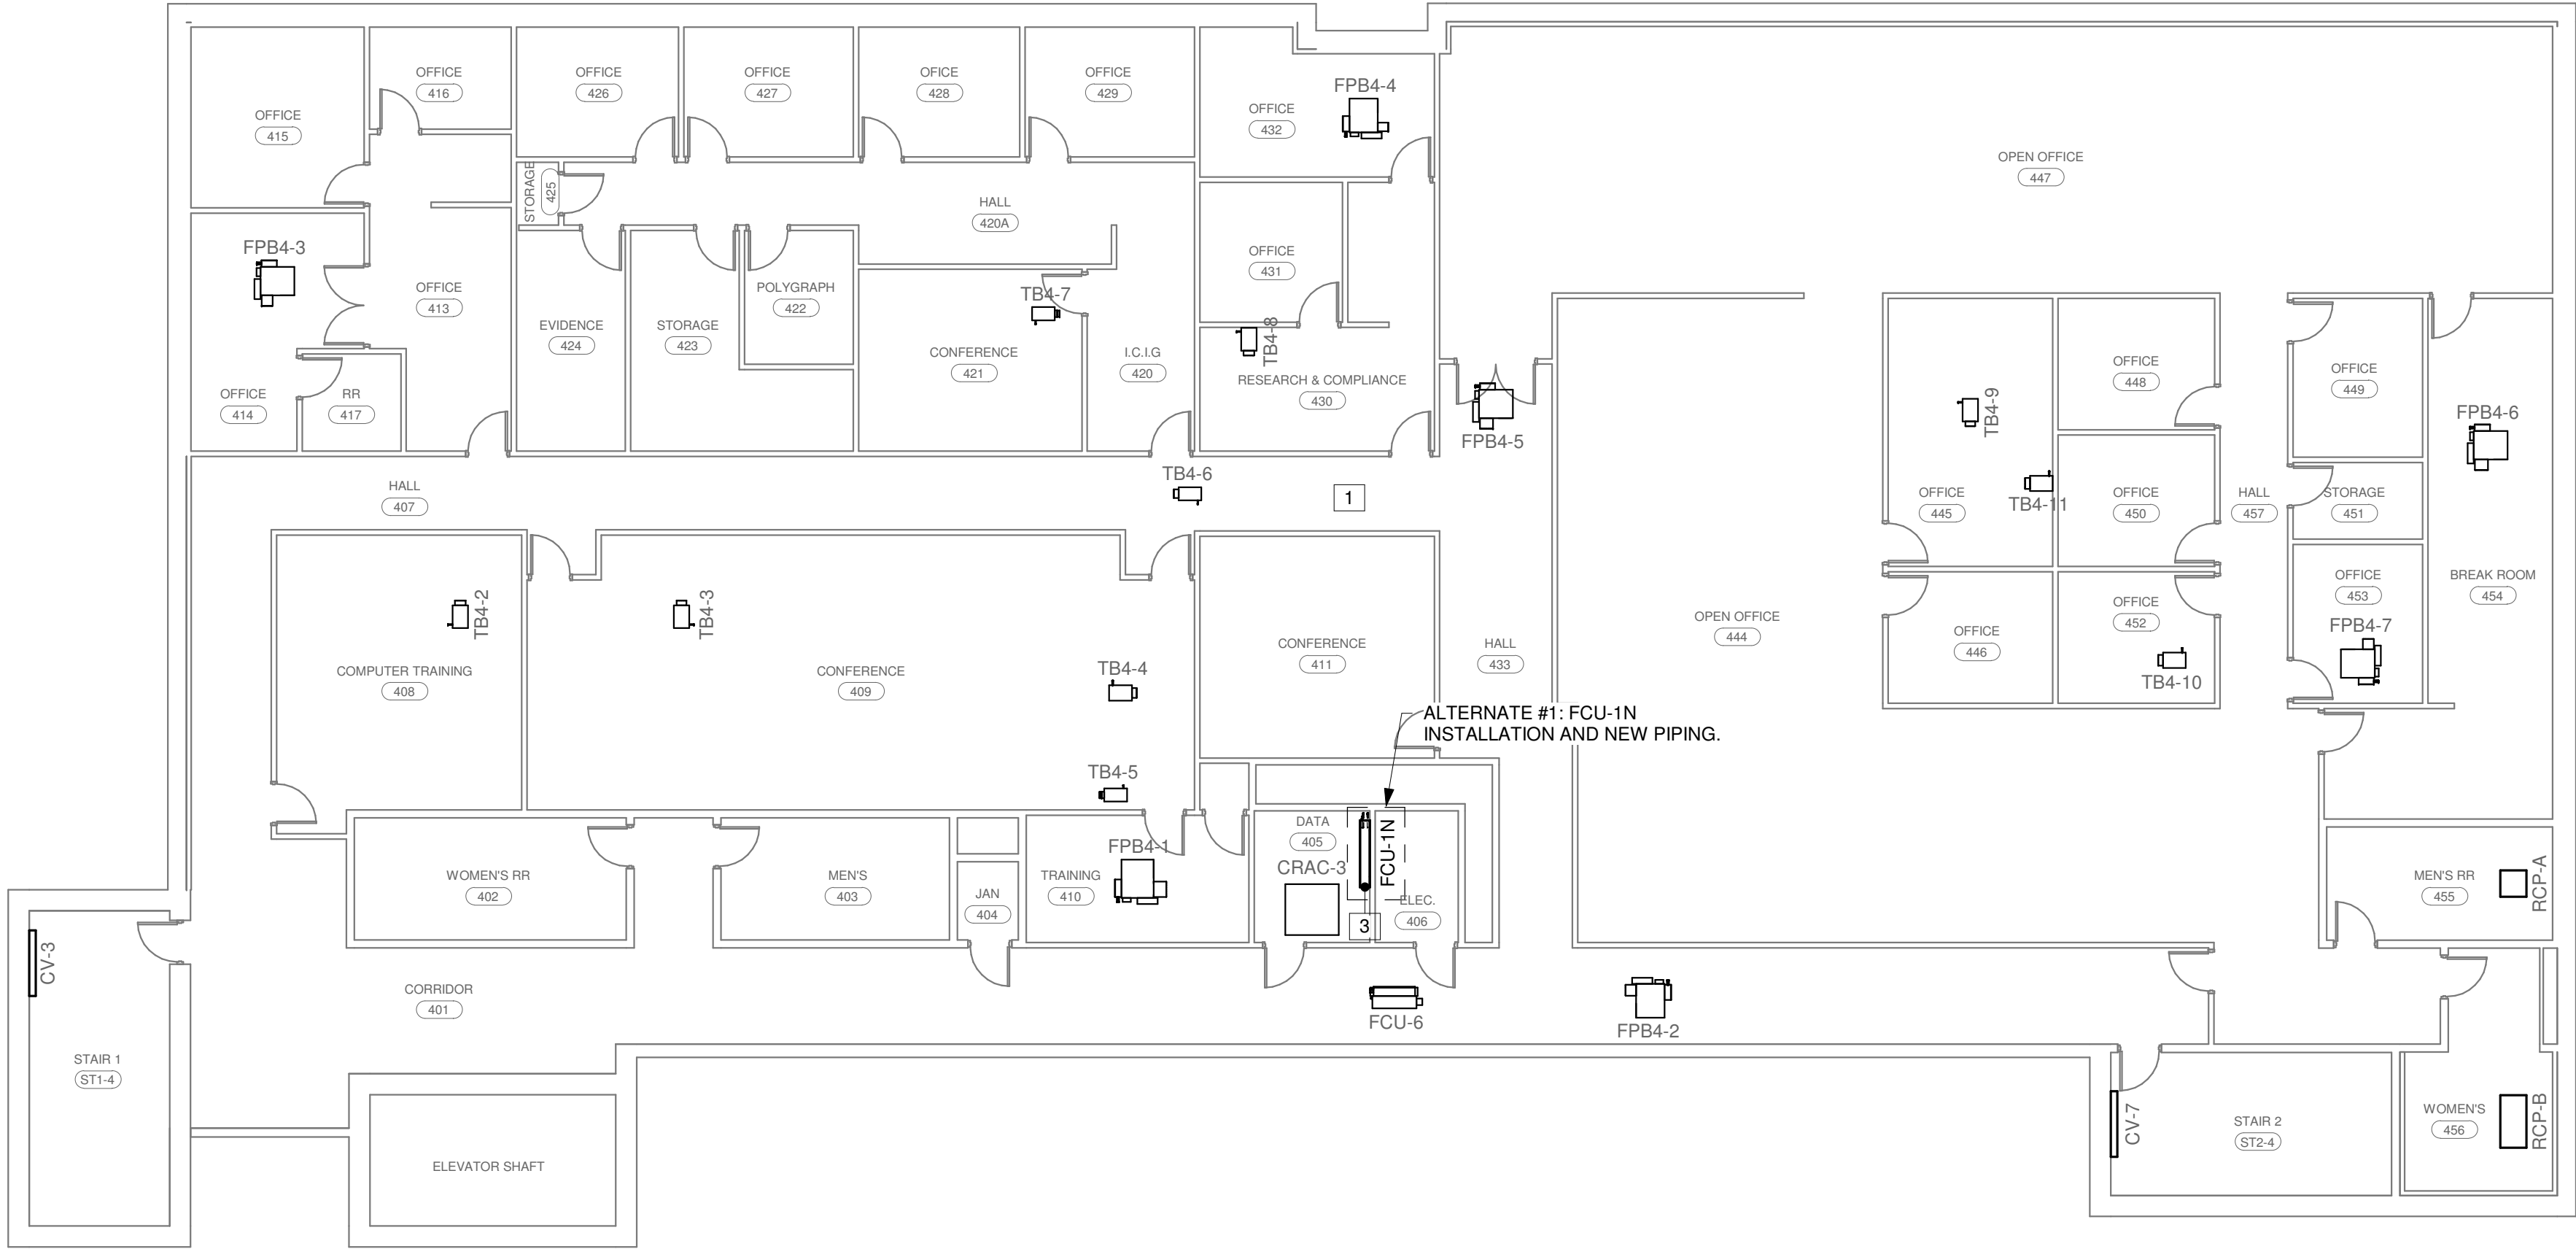 OFFICE
415
OFFICE
416
OFFICE
426
OFFICE
427
OFICE
428
OFFICE
429
OFFICE
432
FPB4-4
OPEN OFFICE
447
STORAGE
425
HALL
420A
FPB4-3
OFFICE
413
OFFICE
414
RR
417
EVIDENCE
424
STORAGE
423
POLYGRAPH
422
TB4-7
CONFERENCE
421
I.C.I.G
420
OFFICE
431
TB4-8
RESEARCH & COMPLIANCE
430
FPB4-5
TB4-9
OFFICE
448
OFFICE
449
FPB4-6
HALL
407
TB4-6
1
OFFICE
445
TB4-11
OFFICE
450
HALL
457
STORAGE
451
TB4-2
COMPUTER TRAINING
408
TB4-3
CONFERENCE
409
TB4-4
TB4-5
CONFERENCE
411
HALL
433
OPEN OFFICE
444
OFFICE
446
OFFICE
452
TB4-10
OFFICE
453
FPB4-7
BREAK ROOM
454
ALTERNATE #1: FCU-1N
INSTALLATION AND NEW PIPING.
WOMEN'S RR
402
MEN'S
403
JAN
404
TRAINING
410
FPB4-1
DATA
405
CRAC-3
FCU-1N
3
ELEC.
406
MEN'S RR
455
RCP-A
CV-3
CORRIDOR
401
FCU-6
FPB4-2
STAIR 1
ST1-4
ELEVATOR SHAFT
CV-7
STAIR 2
ST2-4
WOMEN'S
456
RCP-B